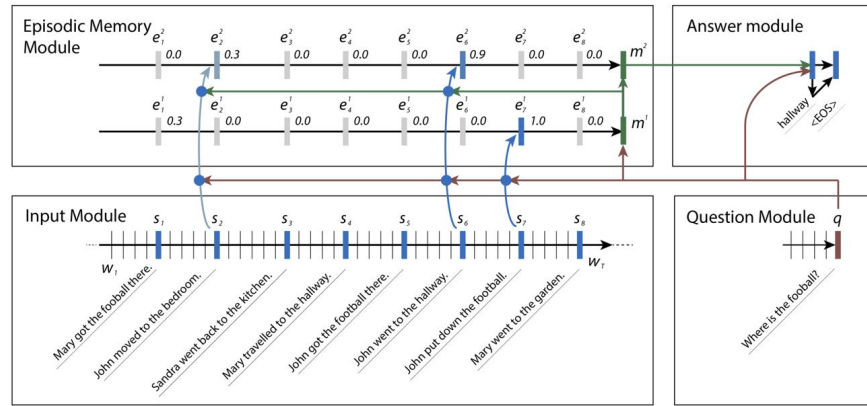 Episodic Memory Module
Answer module
e₁² e₂² e₃² e₄² e₅² e₆² e₇² e₈² m²
0.0 0.3 0.0 0.0 0.0 0.9 0.0 0.0
e₁¹ e₂¹ e₃¹ e₄¹ e₅¹ e₆¹ e₇¹ e₈¹ m¹
0.3 0.0 0.0 0.0 0.0 0.0 1.0 0.0
hallway
<EOS>
Input Module
s₁ s₂ s₃ s₄ s₅ s₆ s₇ s₈
w₁ w_T
Mary got the fooball there.
John moved to the bedroom.
Sandra went back to the kitchen.
Mary travelled to the hallway.
John got the football there.
John went to the hallway.
John put down the football.
Mary went to the garden.
Question Module
q
Where is the fooball?